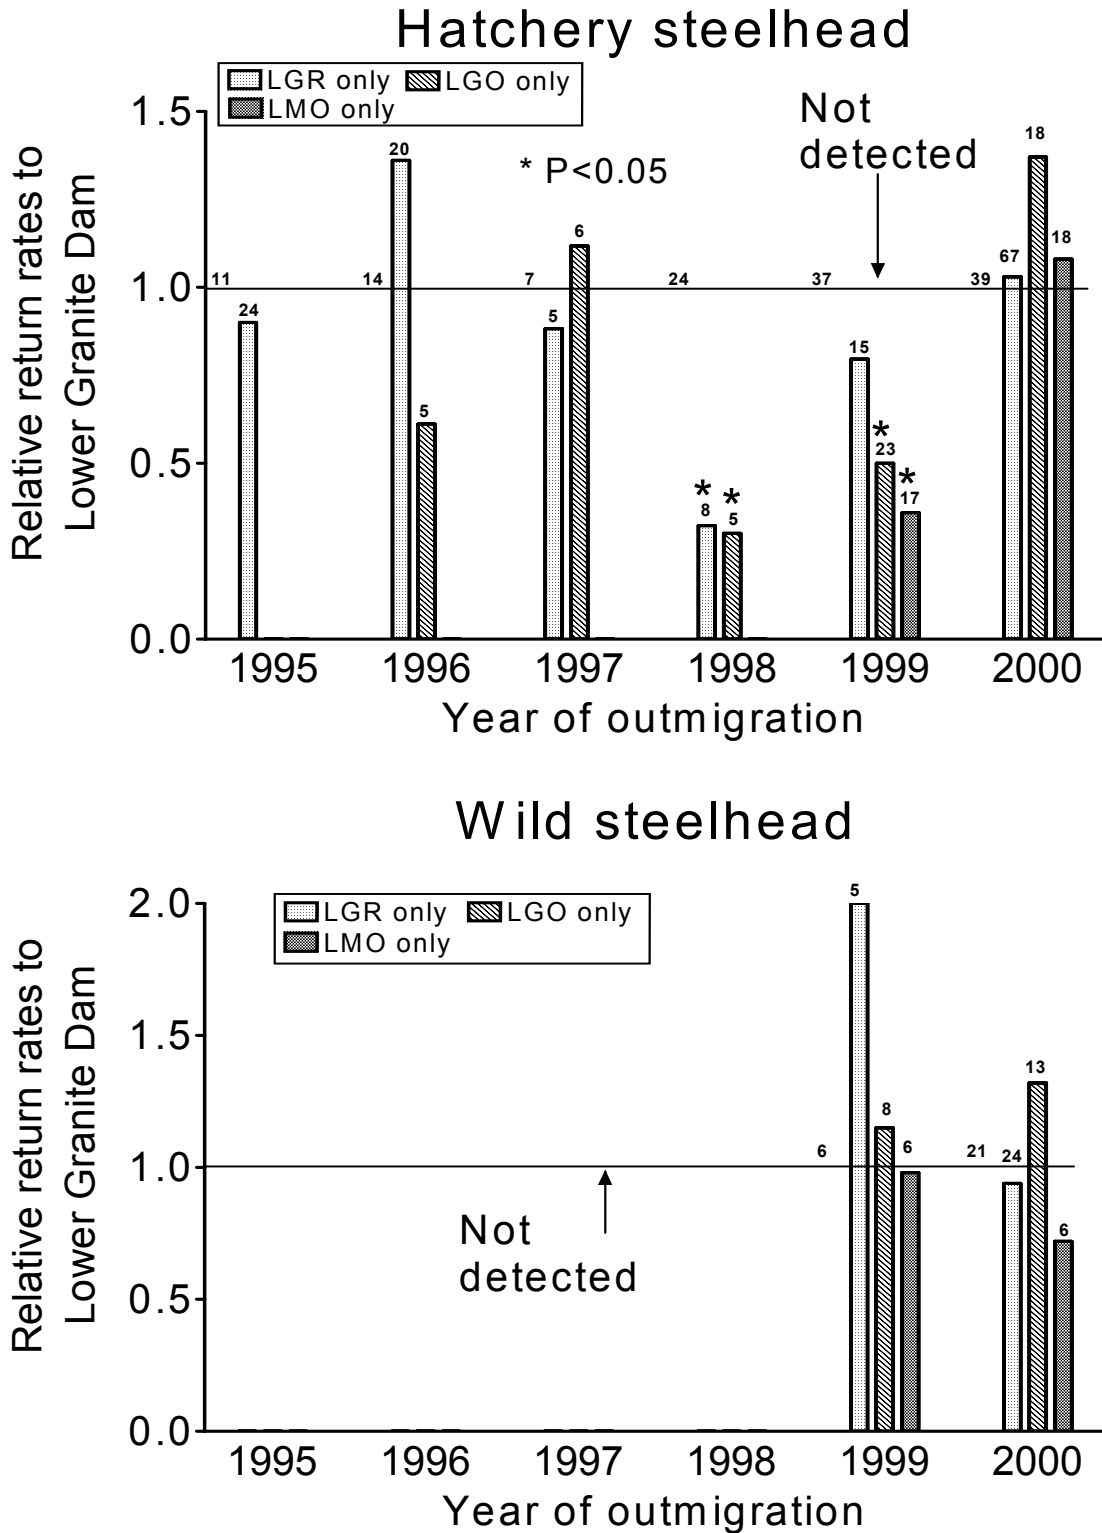 Hatchery steelhead
LGR only LGO only
LMO only
* P<0.05
Not
detected
Relative return rates to
Lower Granite Dam
1.5
1.0
0.5
0.0
11
24
14
20
5
7
5
6
24
* *
8 5
37
15
*
23
*
17
39
67
18
18
1995 1996 1997 1998 1999 2000
Year of outmigration
Wild steelhead
LGR only LGO only
LMO only
Relative return rates to
Lower Granite Dam
2.0
1.5
1.0
0.5
0.0
Not
detected
6
5
8
6
21
24
13
6
1995 1996 1997 1998 1999 2000
Year of outmigration